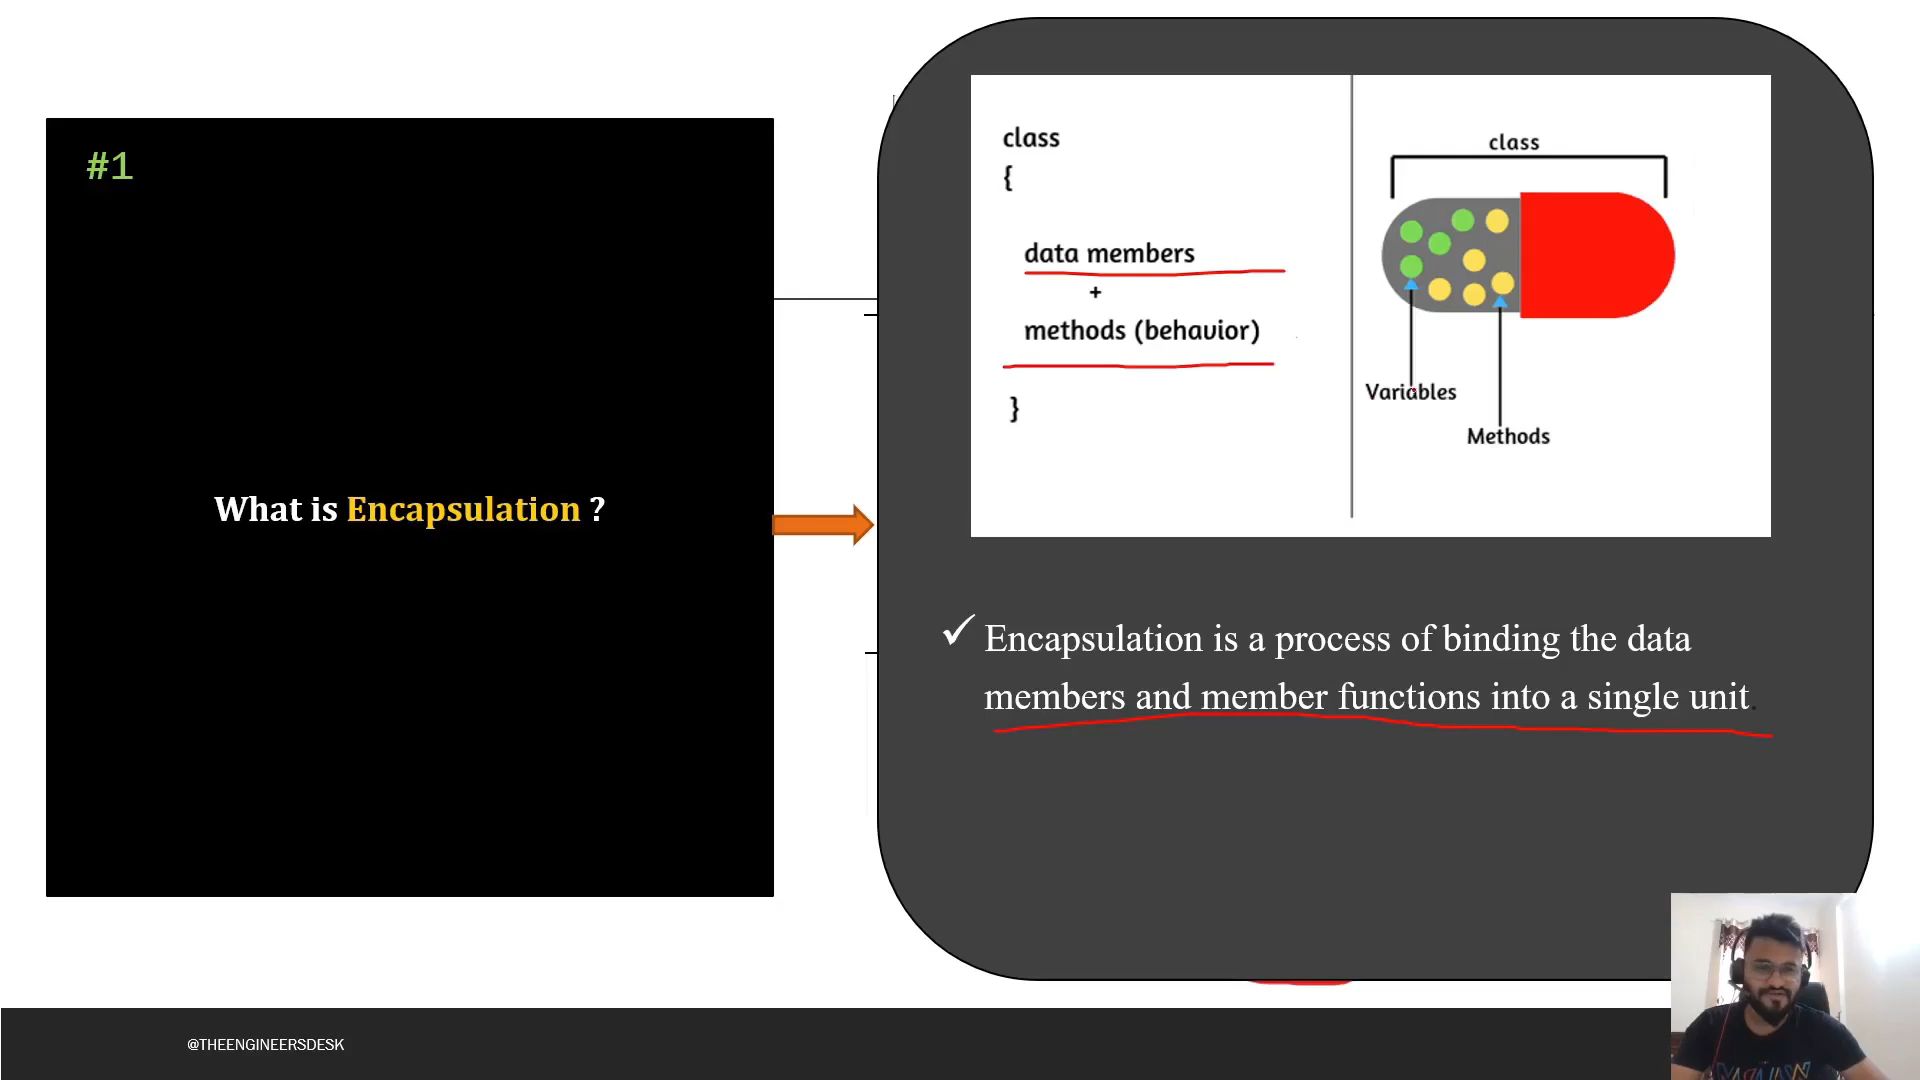 #1
What is Encapsulation ?
class
{
data members
+
methods (behavior)
}
class
Variables
Methods
✓ Encapsulation is a process of binding the data
members and member functions into a single unit.
@THEENGINEERSDESK